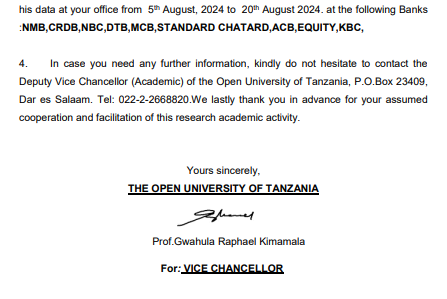 his data at your office from 5th August, 2024 to 20th August 2024. at the following Banks
:NMB,CRDB,NBC,DTB,MCB,STANDARD CHATARD,ACB,EQUITY,KBC,
4. In case you need any further information, kindly do not hesitate to contact the
Deputy Vice Chancellor (Academic) of the Open University of Tanzania, P.O.Box 23409,
Dar es Salaam. Tel: 022-2-2668820.We lastly thank you in advance for your assumed
cooperation and facilitation of this research academic activity.
Yours sincerely,
THE OPEN UNIVERSITY OF TANZANIA
Prof.Gwahula Raphael Kimamala
For: VICE CHANCELLOR